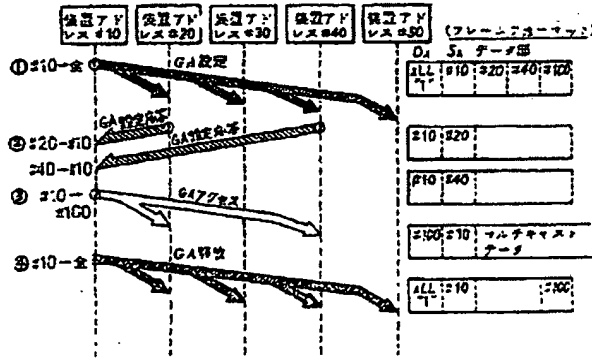 装置アドレス#10
装置アドレス#20
装置アドレス#30
装置アドレス#40
装置アドレス#50
(フレームフォーマット)
DA SA データ部
①#10→全
GA設定
ALL "1" #10 #20 #40 #100
②#20→#10
GA設定応答
#10 #20
#40→#10
GA設定応答
#10 #40
③#10→#100
GAアクセス
#100 #10 マルチキャストデータ
④#10→全
GA解放
ALL "1" #10 #100